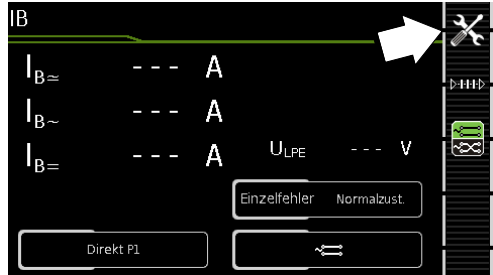 IB
IB≂ --- A
IB~ --- A
IB= --- A
ULPE --- V
Einzelfehler Normalzust.
Direkt P1